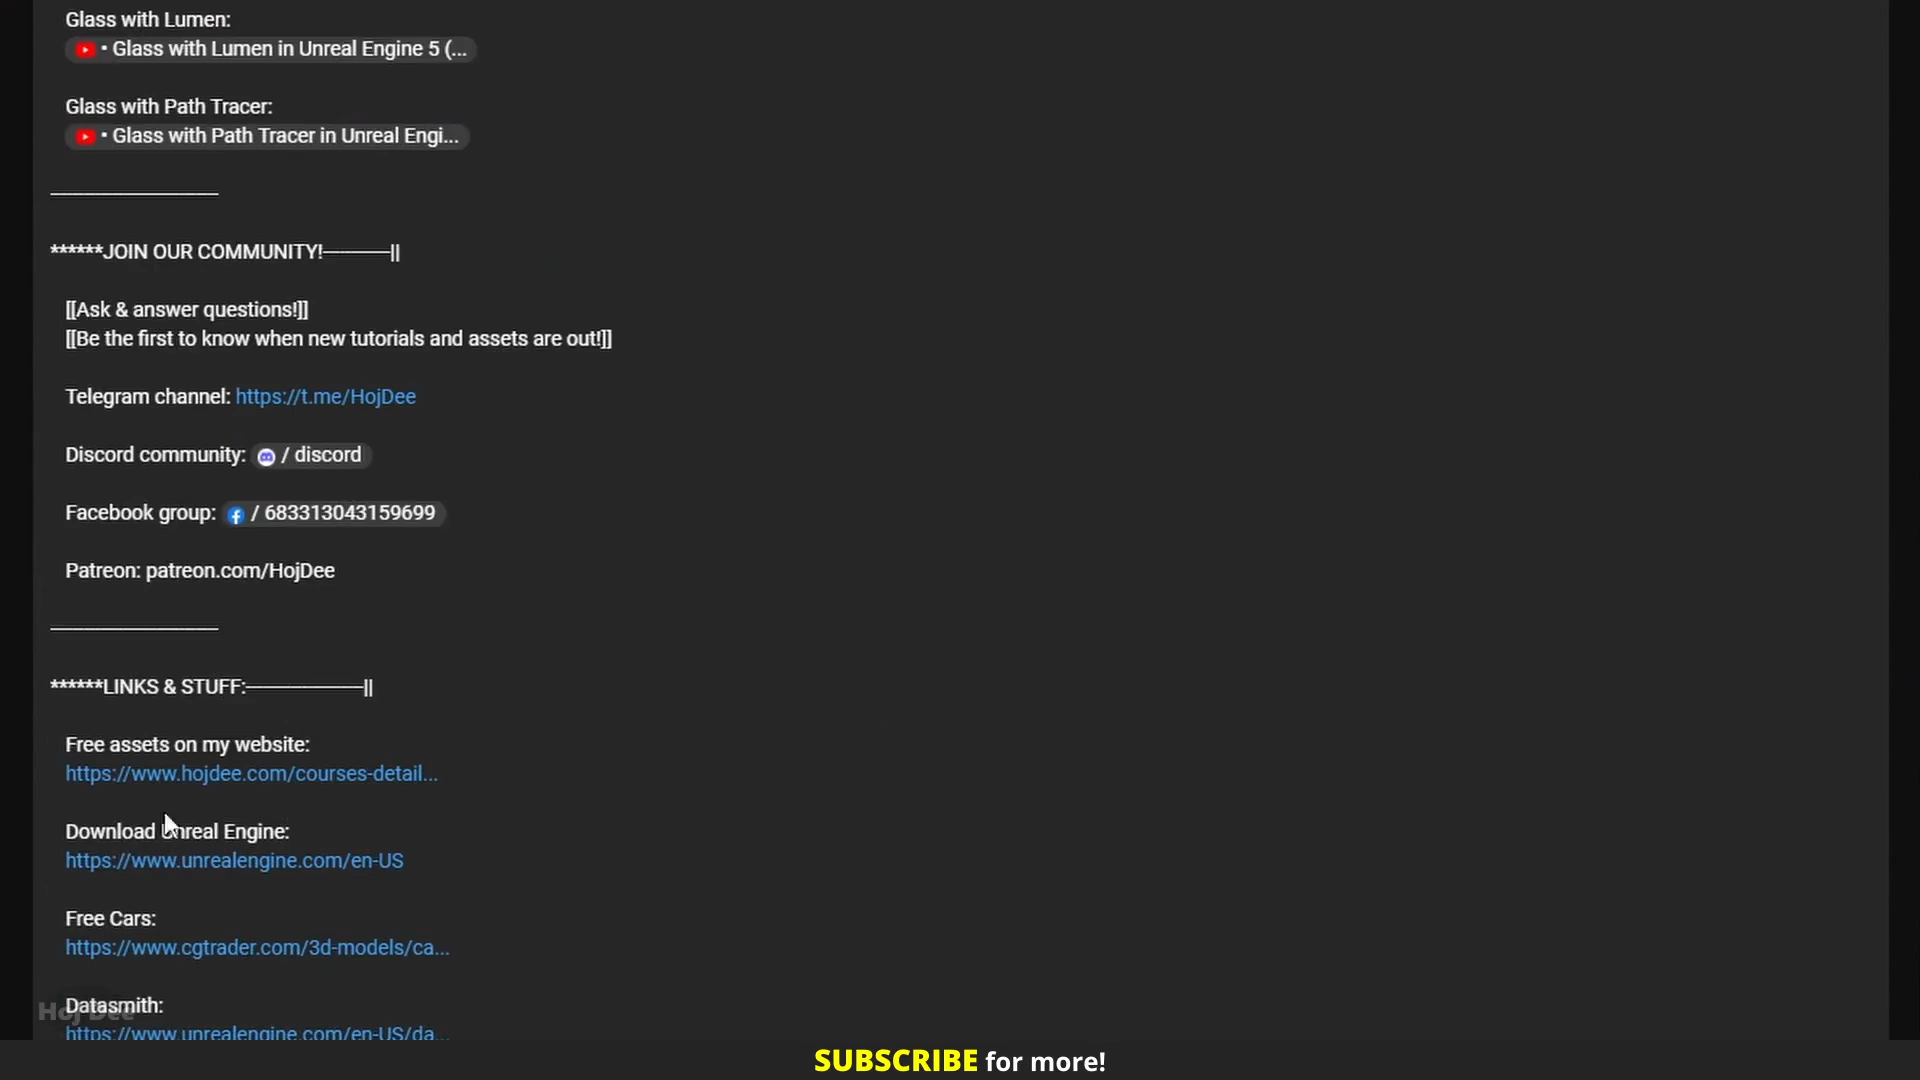 Glass with Lumen:
• Glass with Lumen in Unreal Engine 5 (...
Glass with Path Tracer:
• Glass with Path Tracer in Unreal Engi...
******JOIN OUR COMMUNITY!————||
[[Ask & answer questions!]]
[[Be the first to know when new tutorials and assets are out!]]
Telegram channel: https://t.me/HojDee
Discord community: / discord
Facebook group: / 683313043159699
Patreon: patreon.com/HojDee
******LINKS & STUFF:———————||
Free assets on my website:
https://www.hojdee.com/courses-detail...
Download Unreal Engine:
https://www.unrealengine.com/en-US
Free Cars:
https://www.cgtrader.com/3d-models/ca...
Datasmith:
Hoj Dee
https://www.unrealengine.com/en-US/da...
SUBSCRIBE for more!